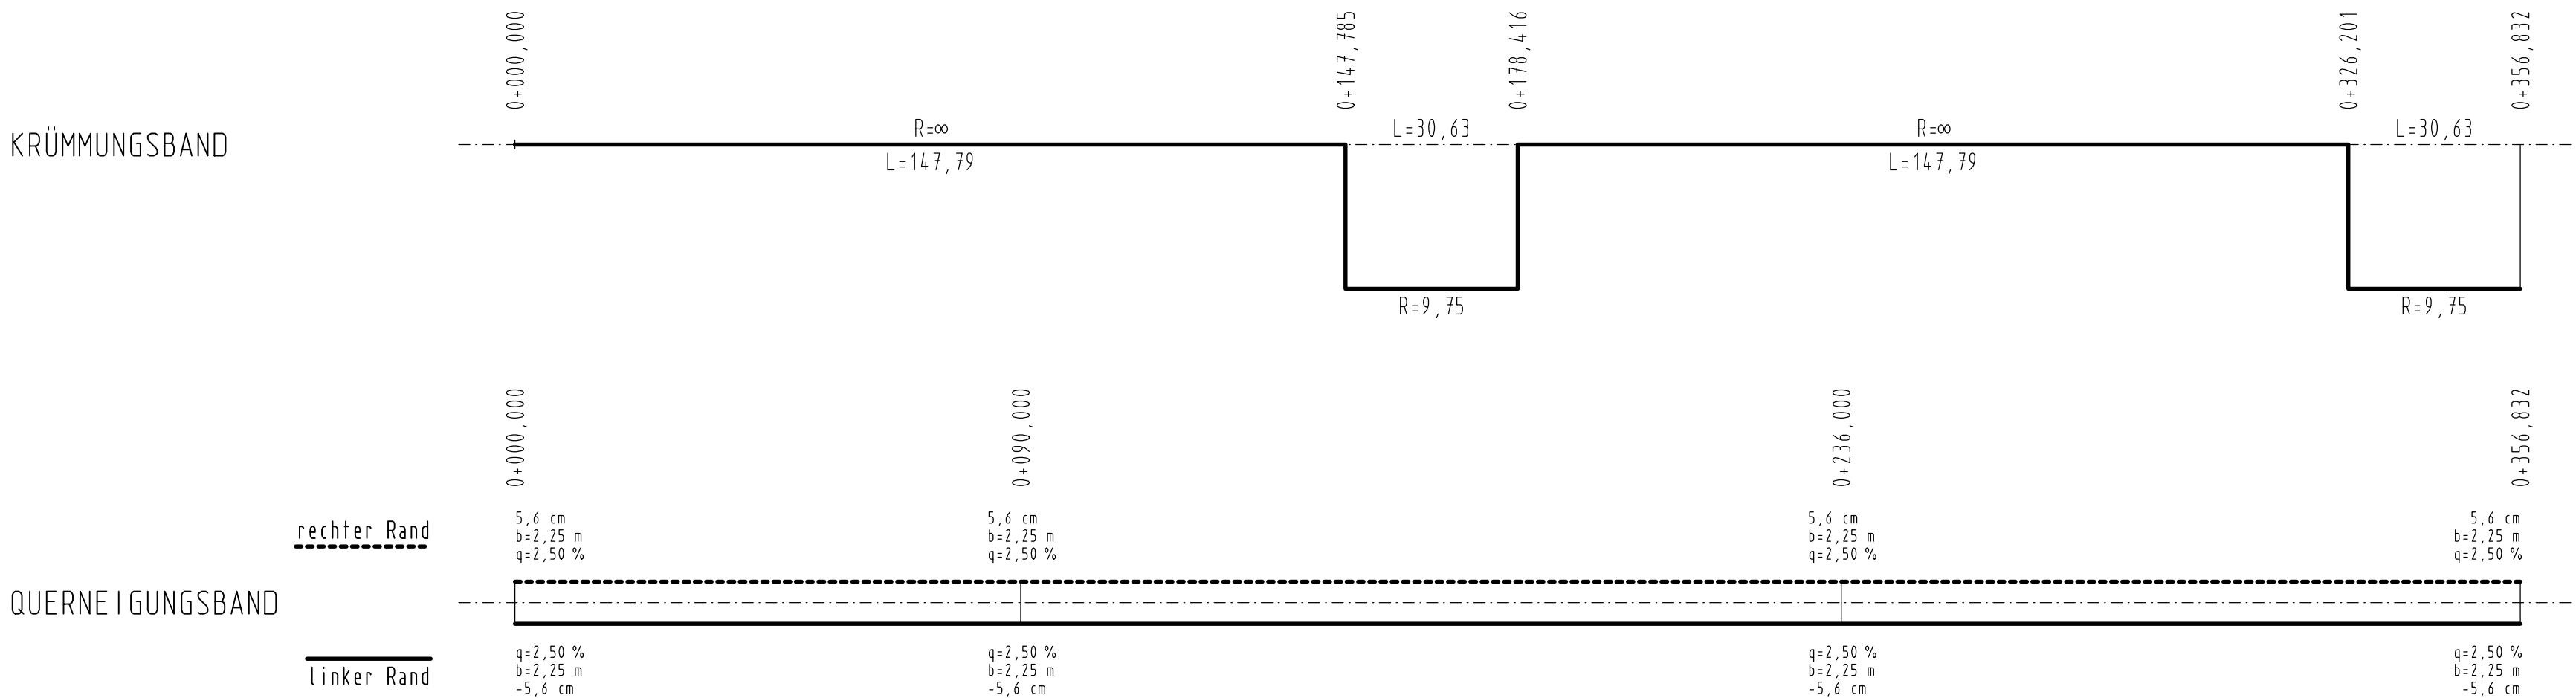 0+000,000
0+147,785
0+178,416
0+326,201
0+356,832
KRÜMMUNGSBAND
R=∞
L=147,79
L=30,63
R=9,75
R=∞
L=147,79
L=30,63
R=9,75
0+000,000
0+090,000
0+236,000
0+356,832
rechter Rand
5,6 cm
b=2,25 m
q=2,50 %
5,6 cm
b=2,25 m
q=2,50 %
5,6 cm
b=2,25 m
q=2,50 %
5,6 cm
b=2,25 m
q=2,50 %
QUERNEIGUNGSBAND
linker Rand
q=2,50 %
b=2,25 m
-5,6 cm
q=2,50 %
b=2,25 m
-5,6 cm
q=2,50 %
b=2,25 m
-5,6 cm
q=2,50 %
b=2,25 m
-5,6 cm